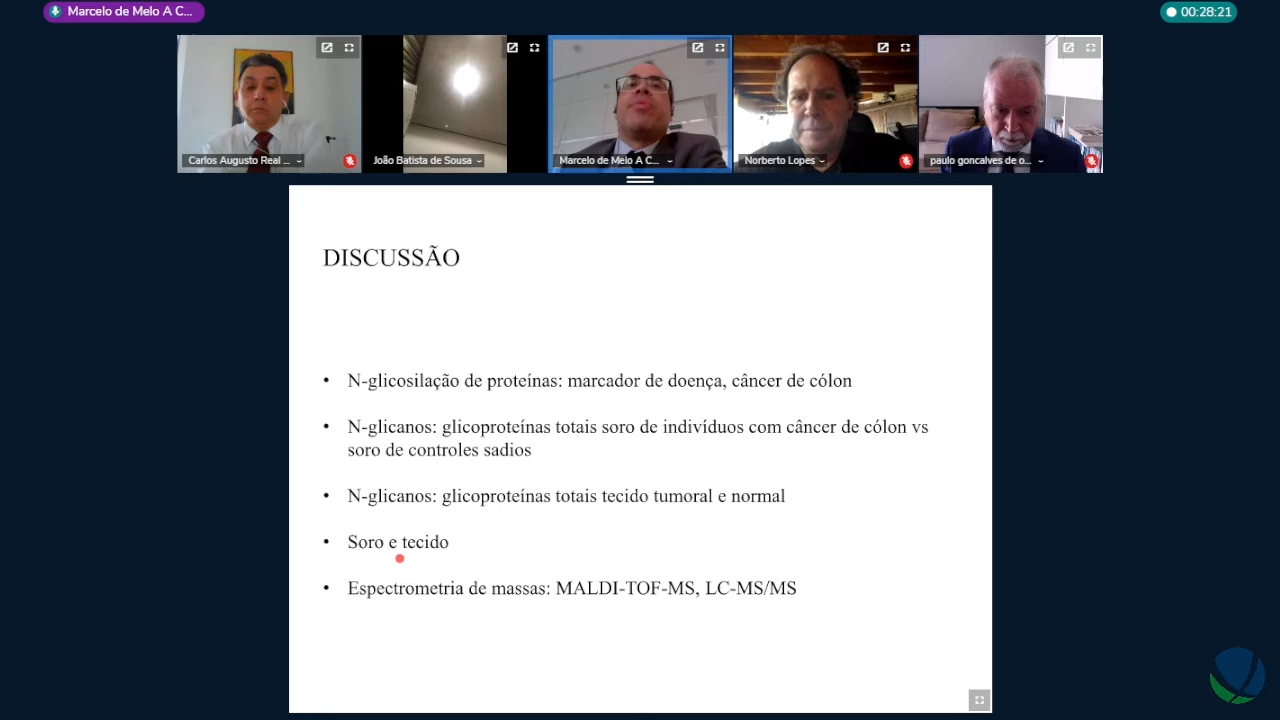 Marcelo de Melo A C...
00:28:21
Carlos Augusto Real ...
João Batista de Sousa
Marcelo de Melo A C...
Norberto Lopes
paulo goncalves de o...
DISCUSSÃO
• N-glicosilação de proteínas: marcador de doença, câncer de cólon
• N-glicanos: glicoproteínas totais soro de indivíduos com câncer de cólon vs
soro de controles sadios
• N-glicanos: glicoproteínas totais tecido tumoral e normal
• Soro e tecido
• Espectrometria de massas: MALDI-TOF-MS, LC-MS/MS